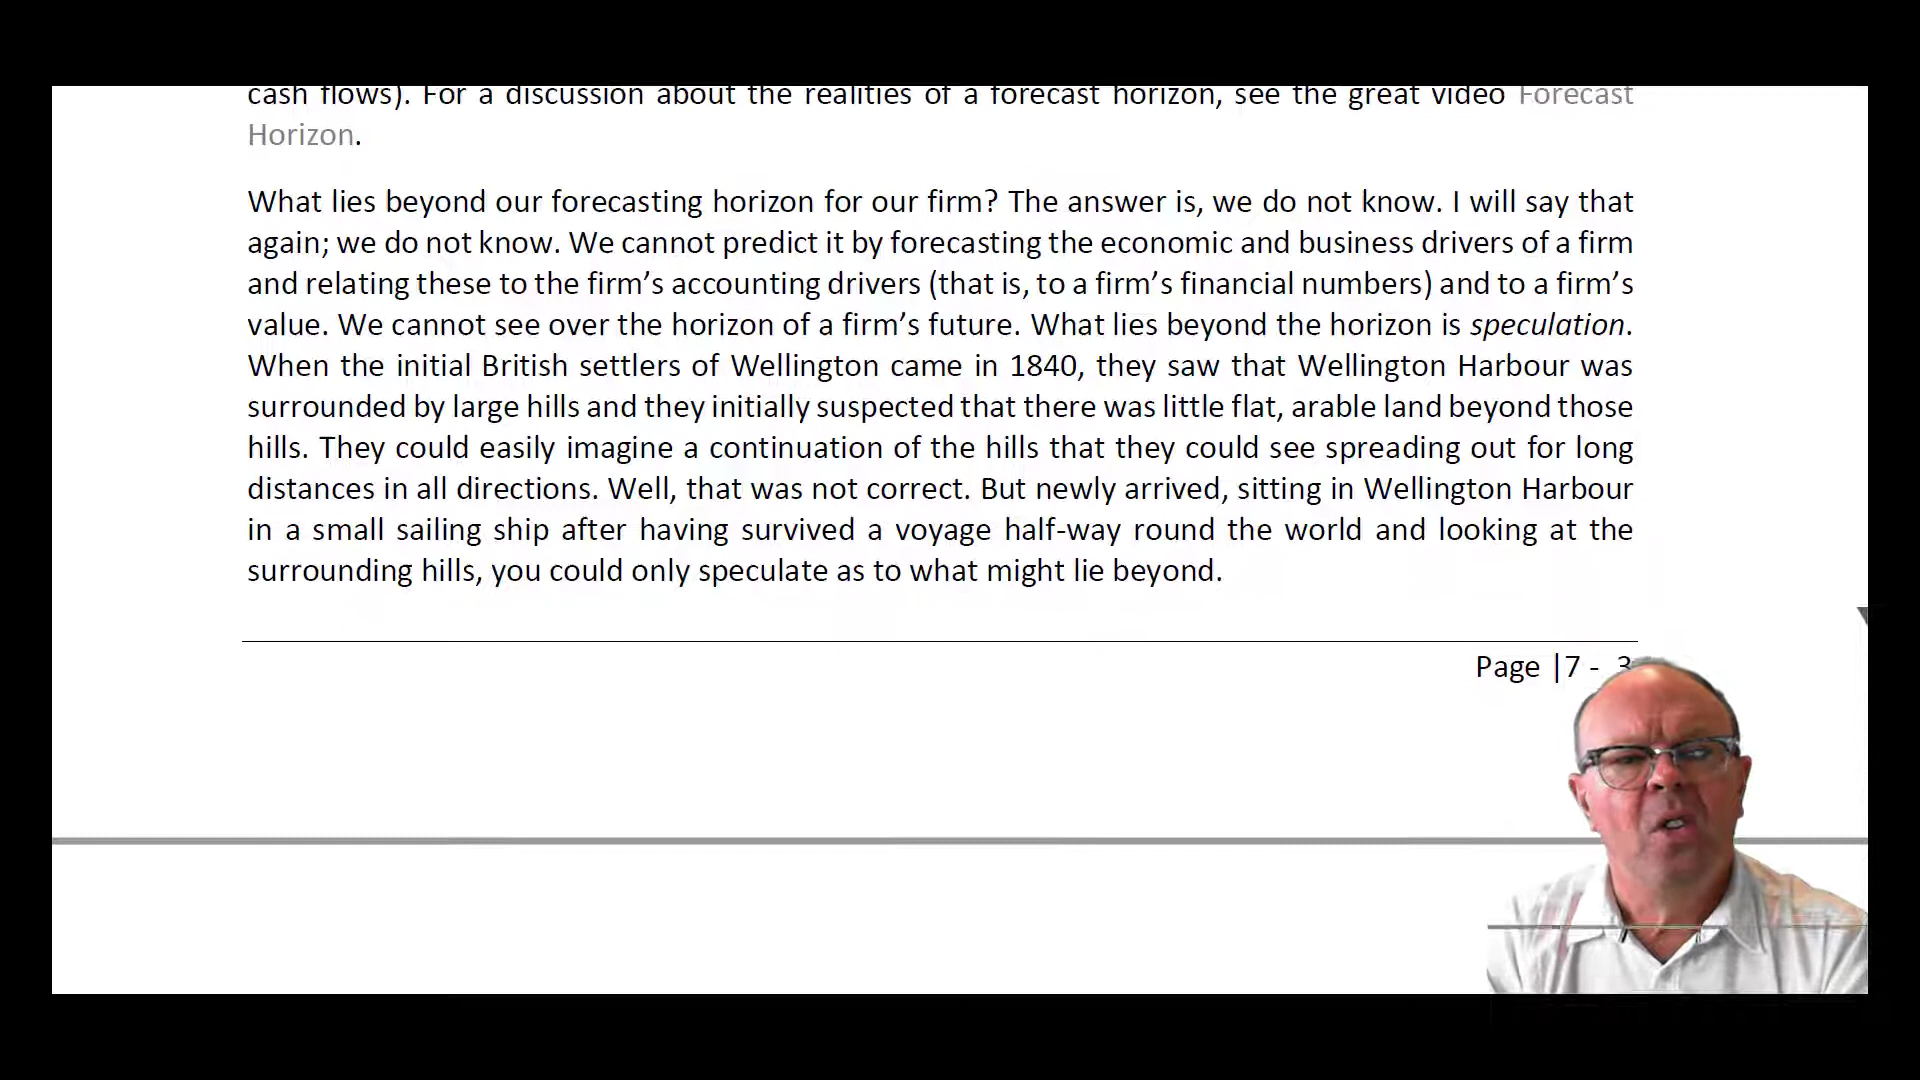 cash flows). For a discussion about the realities of a forecast horizon, see the great video Forecast
Horizon.
What lies beyond our forecasting horizon for our firm? The answer is, we do not know. I will say that
again; we do not know. We cannot predict it by forecasting the economic and business drivers of a firm
and relating these to the firm’s accounting drivers (that is, to a firm’s financial numbers) and to a firm’s
value. We cannot see over the horizon of a firm’s future. What lies beyond the horizon is speculation.
When the initial British settlers of Wellington came in 1840, they saw that Wellington Harbour was
surrounded by large hills and they initially suspected that there was little flat, arable land beyond those
hills. They could easily imagine a continuation of the hills that they could see spreading out for long
distances in all directions. Well, that was not correct. But newly arrived, sitting in Wellington Harbour
in a small sailing ship after having survived a voyage half-way round the world and looking at the
surrounding hills, you could only speculate as to what might lie beyond.
Page |7 - 3